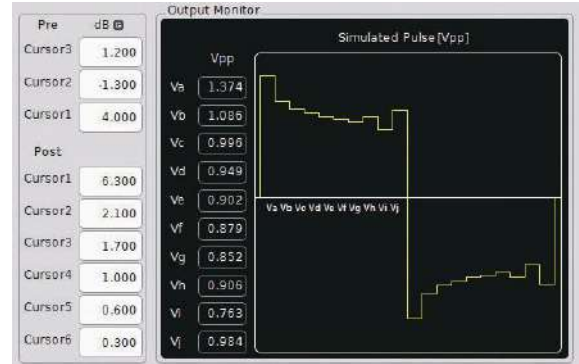 Pre dB
Cursor3 1.200
Cursor2 -1.300
Cursor1 4.000
Post
Cursor1 6.300
Cursor2 2.100
Cursor3 1.700
Cursor4 1.000
Cursor5 0.600
Cursor6 0.300
Output Monitor
Simulated Pulse[Vpp]
Vpp
Va 1.374
Vb 1.086
Vc 0.996
Vd 0.949
Ve 0.902
Vf 0.879
Vg 0.852
Vh 0.906
Vi 0.763
Vj 0.984
Va Vb Vc Vd Ve Vf Vg Vh Vi Vj